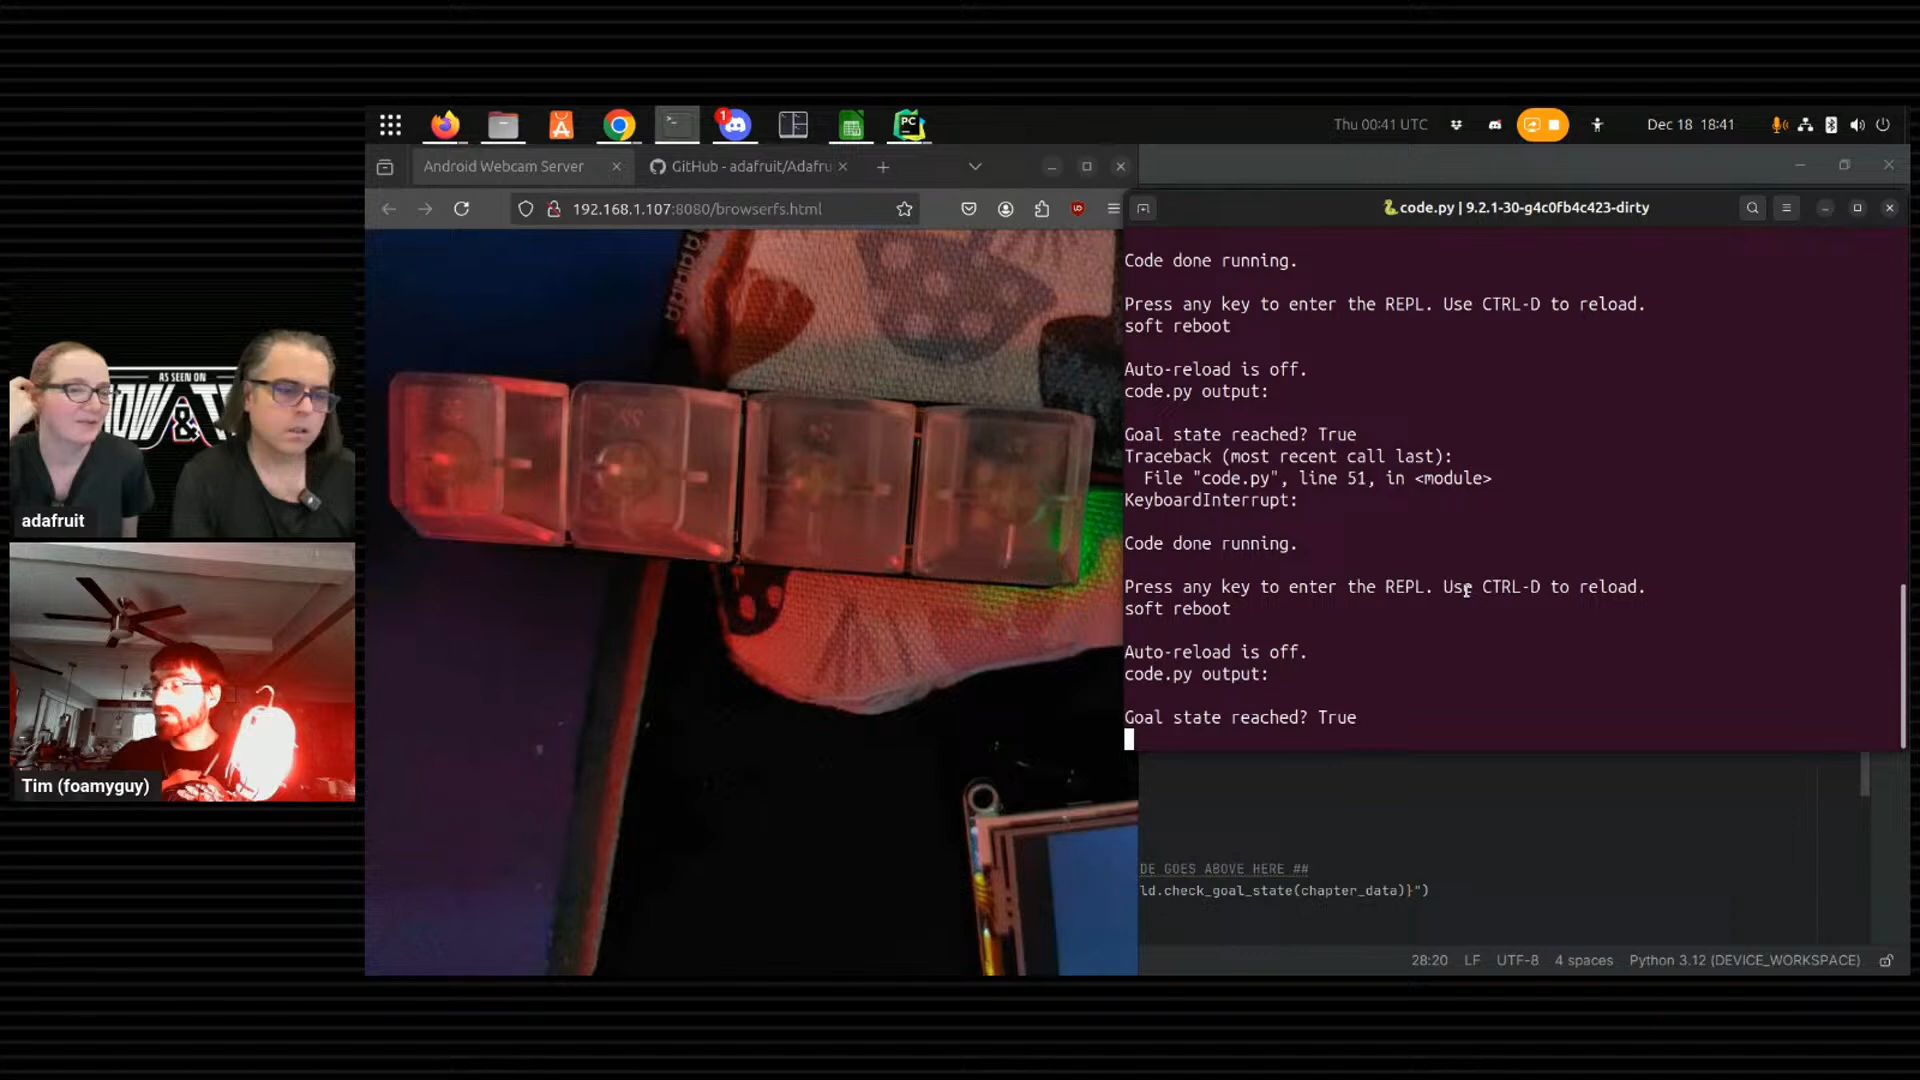 Thu 00:41 UTC
Dec 18 18:41
1
PC
Android Webcam Server
GitHub - adafruit/Adafru
192.168.1.107:8080/browserfs.html
code.py | 9.2.1-30-g4c0fb4c423-dirty
Code done running.
Press any key to enter the REPL. Use CTRL-D to reload.
soft reboot
Auto-reload is off.
code.py output:
Goal state reached? True
Traceback (most recent call last):
File "code.py", line 51, in <module>
KeyboardInterrupt:
Code done running.
Press any key to enter the REPL. Use CTRL-D to reload.
soft reboot
Auto-reload is off.
code.py output:
Goal state reached? True
DE GOES ABOVE HERE ##
ld.check_goal_state(chapter_data)}")
28:20 LF UTF-8 4 spaces Python 3.12 (DEVICE_WORKSPACE)
AS SEEN ON
adafruit
Tim (foamyguy)